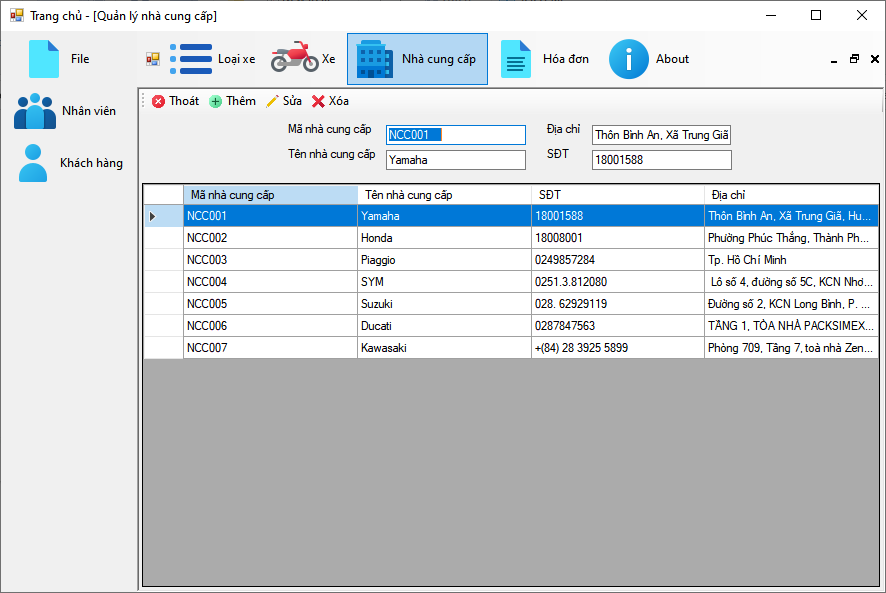 Trang chủ - [Quản lý nhà cung cấp]
File
Loại xe
Xe
Nhà cung cấp
Hóa đơn
About
Nhân viên
Khách hàng
Thoát Thêm Sửa Xóa
Mã nhà cung cấp NCC001 Địa chỉ Thôn Bình An, Xã Trung Giã
Tên nhà cung cấp Yamaha SĐT 18001588
Mã nhà cung cấp Tên nhà cung cấp SĐT Địa chỉ
NCC001 Yamaha 18001588 Thôn Bình An, Xã Trung Giã, Hu...
NCC002 Honda 18008001 Phường Phúc Thắng, Thành Ph...
NCC003 Piaggio 0249857284 Tp. Hồ Chí Minh
NCC004 SYM 0251.3.812080 Lô số 4, đường số 5C, KCN Nhơ...
NCC005 Suzuki 028. 62929119 Đường số 2, KCN Long Bình, P. ...
NCC006 Ducati 0287847563 TẦNG 1, TÒA NHÀ PACKSIMEX...
NCC007 Kawasaki +(84) 28 3925 5899 Phòng 709, Tầng 7, toà nhà Zen...